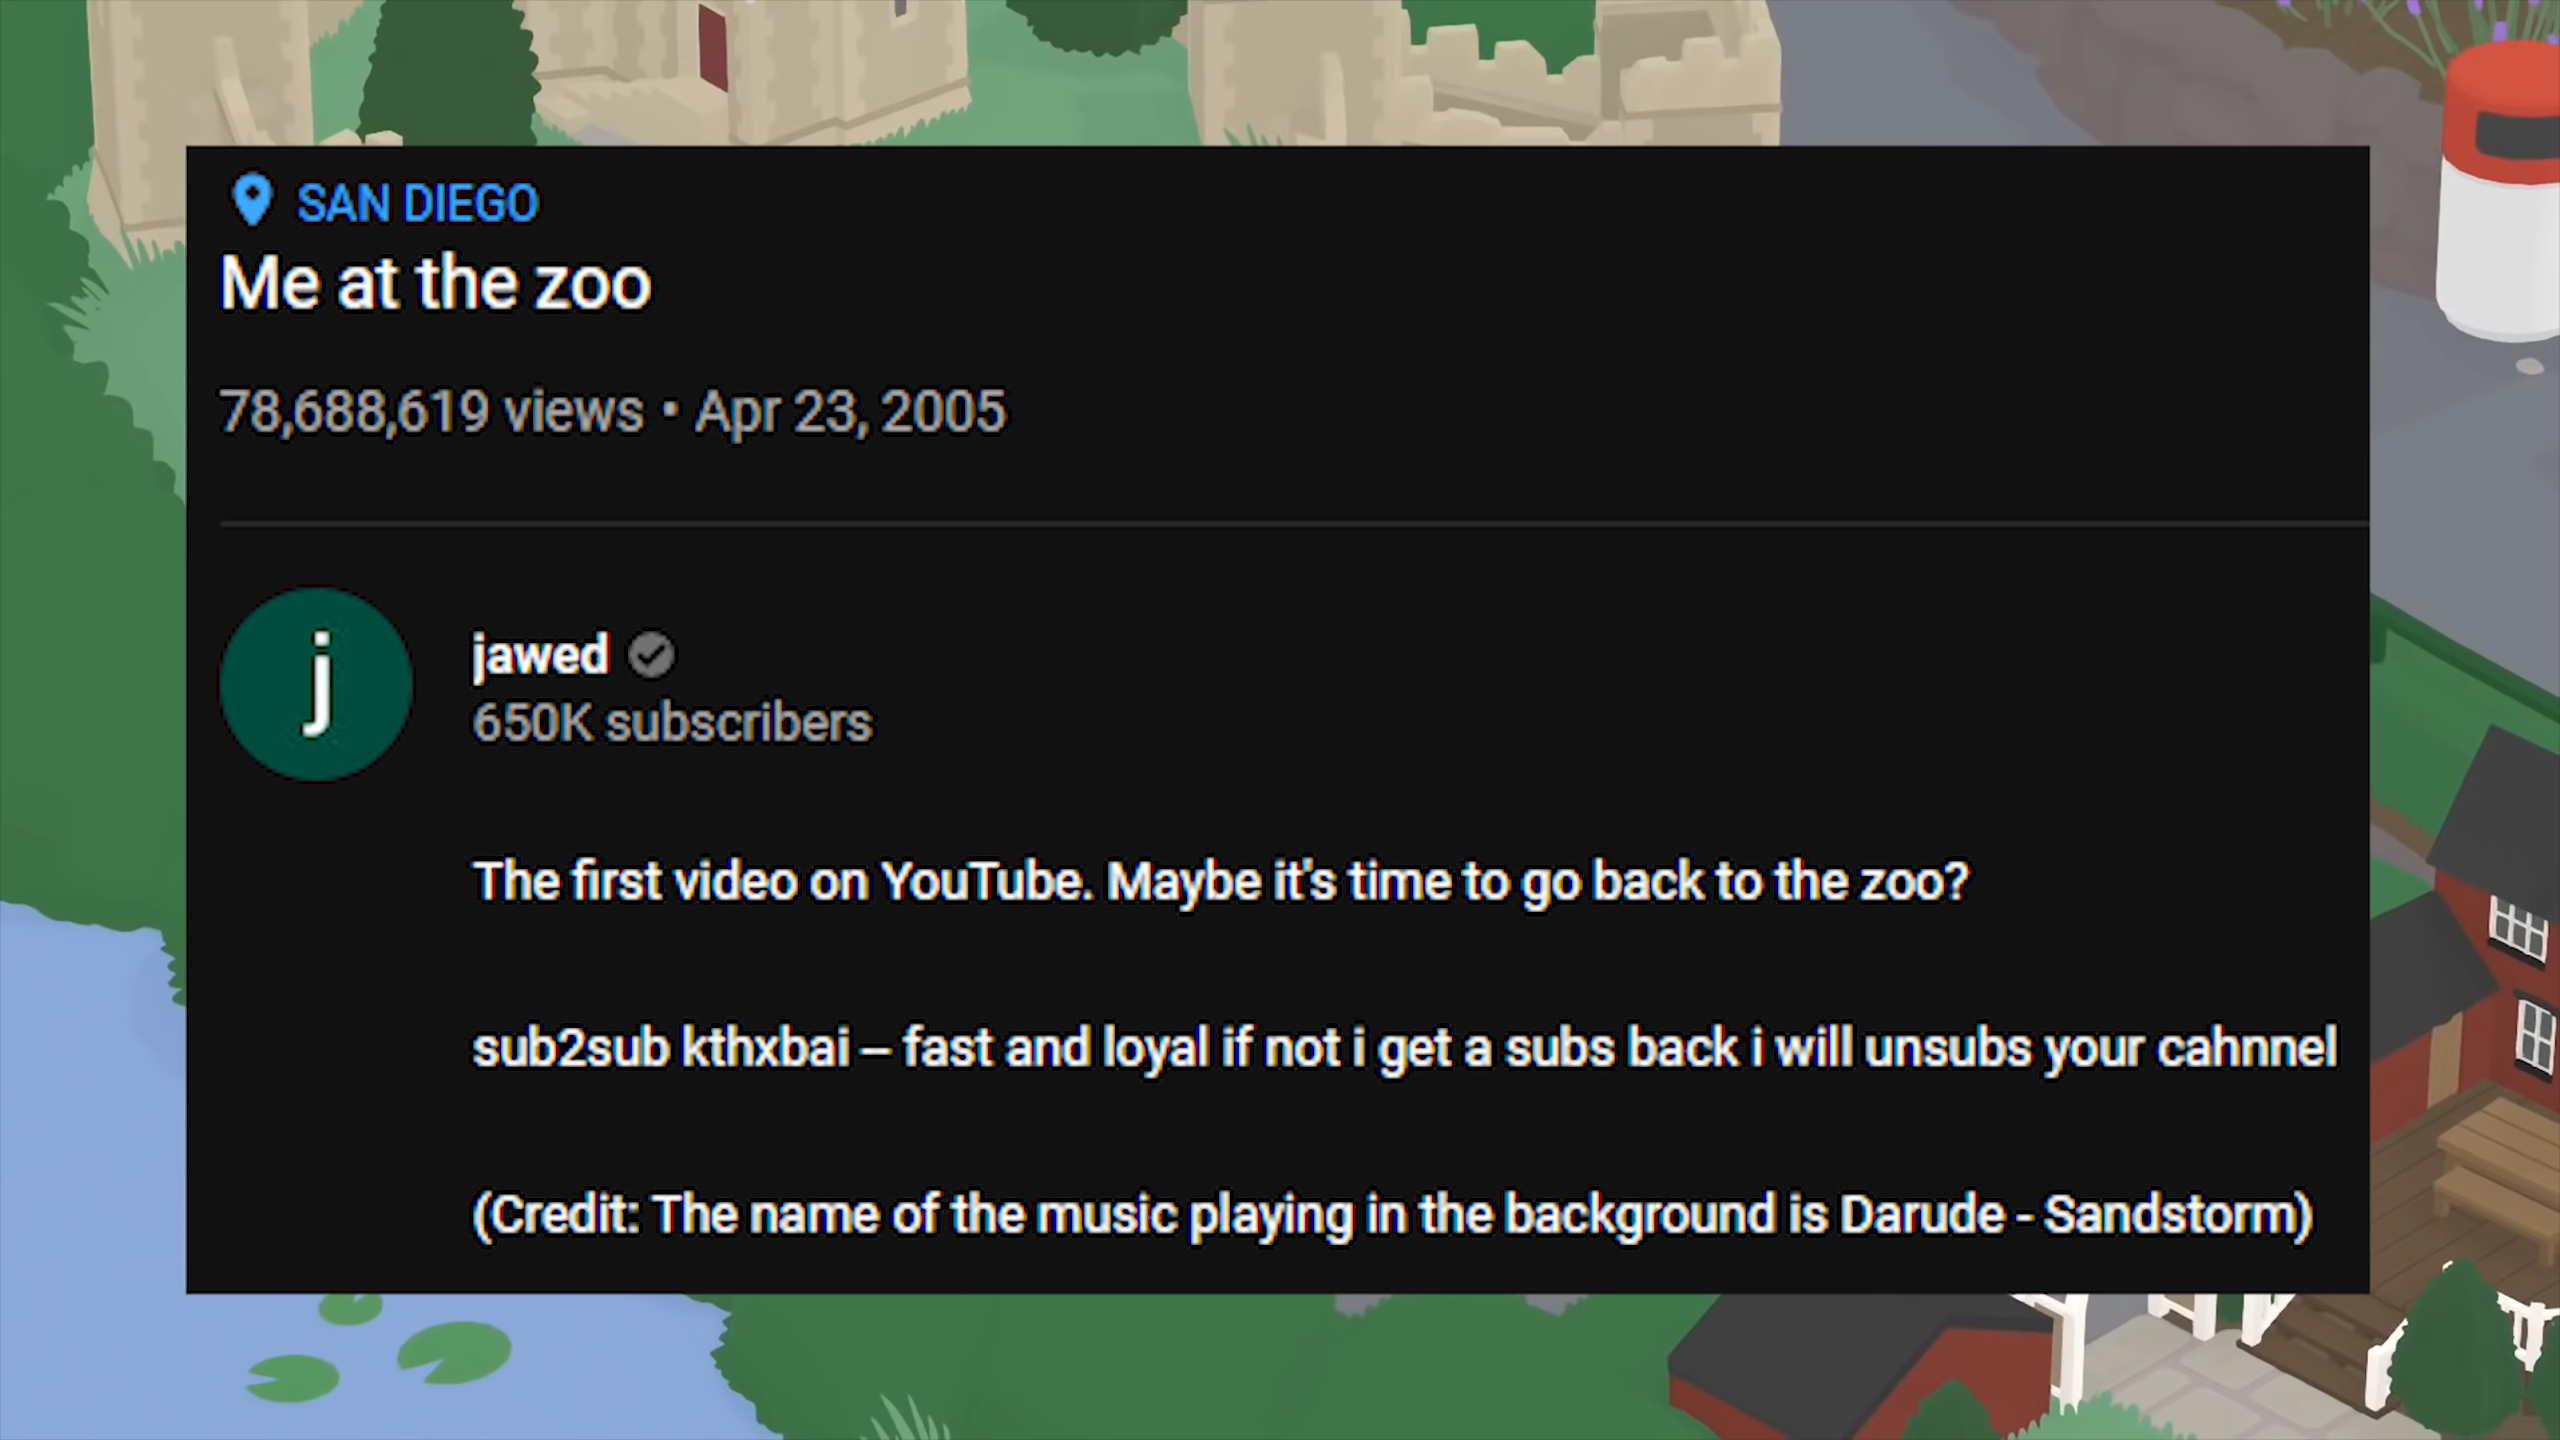 SAN DIEGO
Me at the zoo
78,688,619 views • Apr 23, 2005
j
jawed
650K subscribers
The first video on YouTube. Maybe it's time to go back to the zoo?
sub2sub kthxbai -- fast and loyal if not i get a subs back i will unsubs your cahnnel
(Credit: The name of the music playing in the background is Darude - Sandstorm)